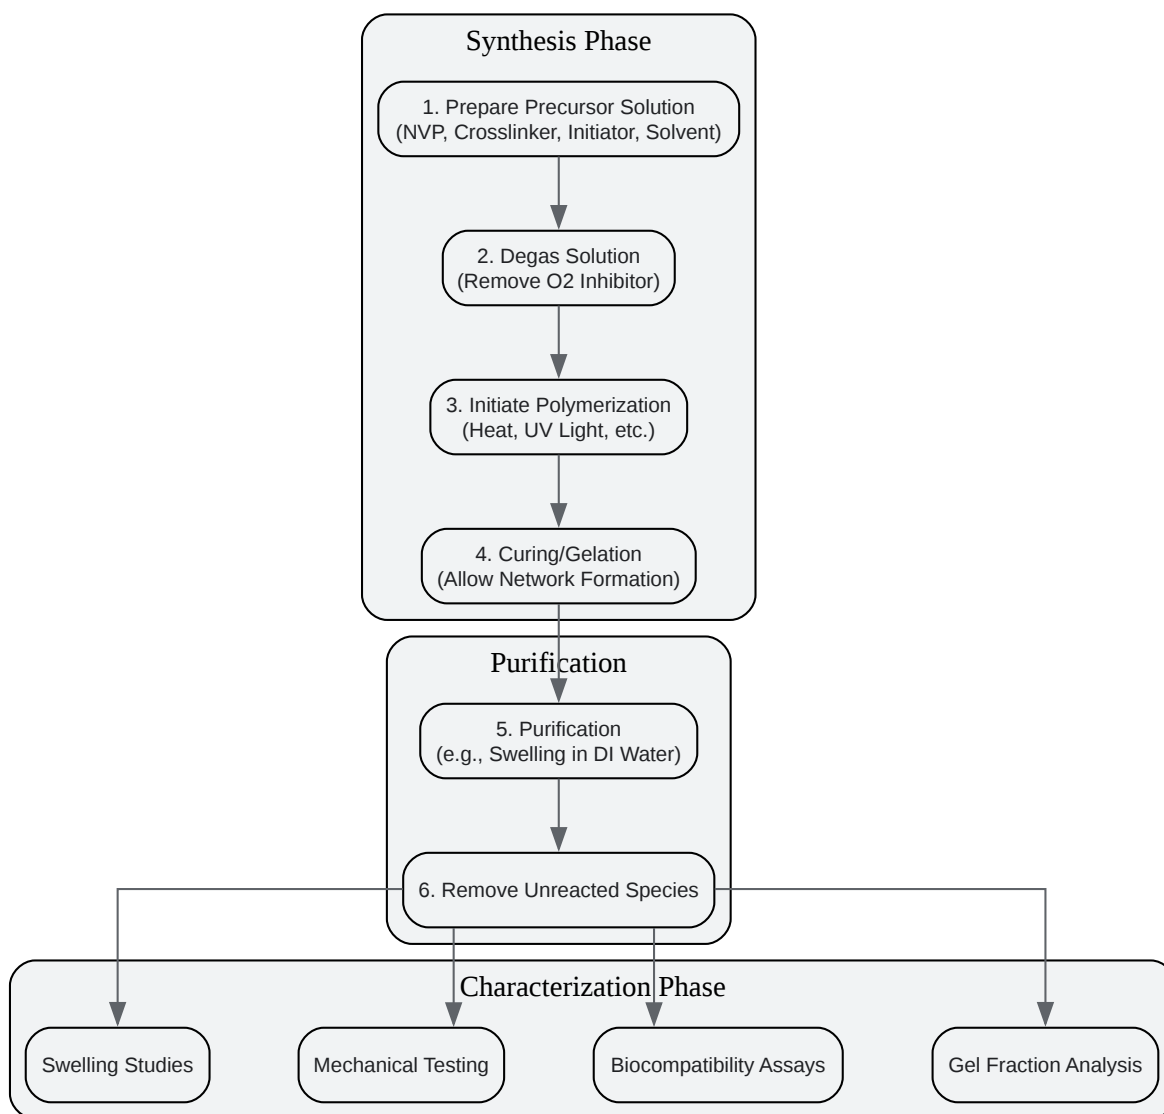 Synthesis Phase
1. Prepare Precursor Solution
(NVP, Crosslinker, Initiator, Solvent)
2. Degas Solution
(Remove O2 Inhibitor)
3. Initiate Polymerization
(Heat, UV Light, etc.)
4. Curing/Gelation
(Allow Network Formation)
Purification
5. Purification
(e.g., Swelling in DI Water)
6. Remove Unreacted Species
Characterization Phase
Swelling Studies
Mechanical Testing
Biocompatibility Assays
Gel Fraction Analysis